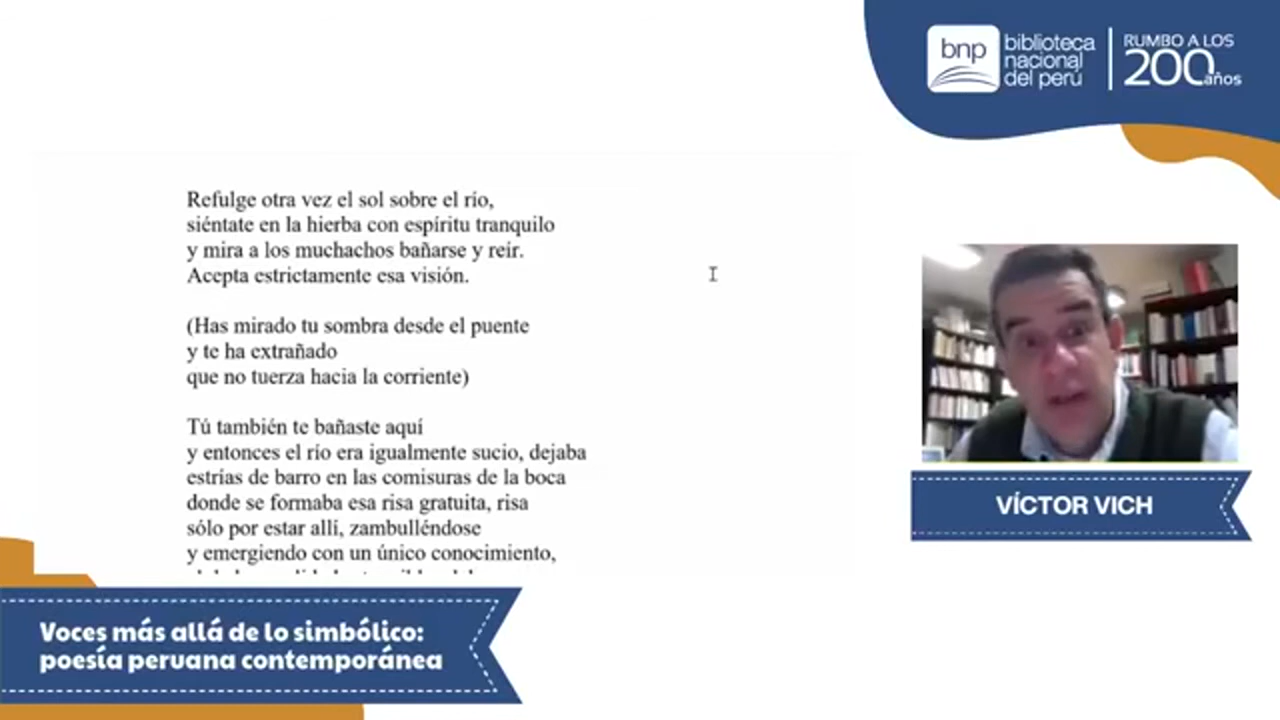 bnp
biblioteca
nacional
del perú
RUMBO A LOS
200
años
Refulge otra vez el sol sobre el río,
siéntate en la hierba con espíritu tranquilo
y mira a los muchachos bañarse y reír.
Acepta estrictamente esa visión.
(Has mirado tu sombra desde el puente
y te ha extrañado
que no tuerza hacia la corriente)
Tú también te bañaste aquí
y entonces el río era igualmente sucio, dejaba
estrías de barro en las comisuras de la boca
donde se formaba esa risa gratuita, risa
sólo por estar allí, zambulléndose
y emergiendo con un único conocimiento,
VÍCTOR VICH
Voces más allá de lo simbólico:
poesía peruana contemporánea